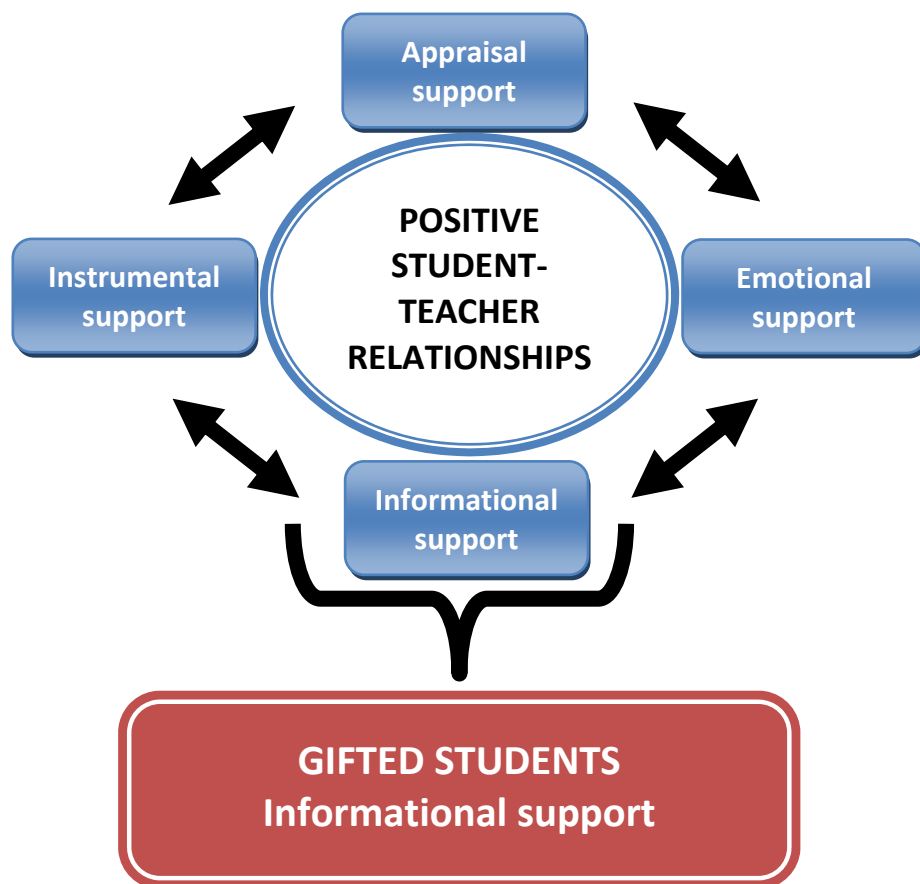 Appraisal
support
POSITIVE
STUDENT-
TEACHER
RELATIONSHIPS
Instrumental
support
Emotional
support
Informational
support
GIFTED STUDENTS
Informational support